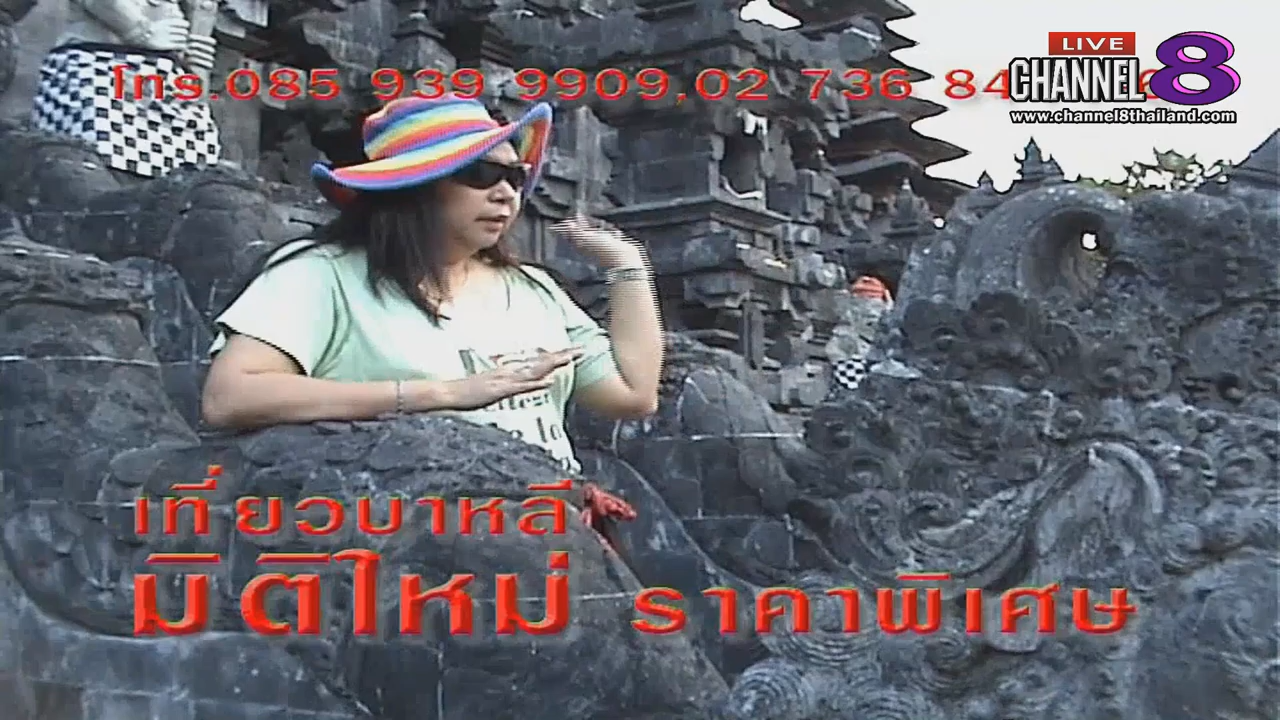 LIVE
CHANNEL 8
www.channel8thailand.com
โทร.085 939 9909,02 736 84
เที่ยวบาหลี
มิติใหม่ ราคาพิเศษ